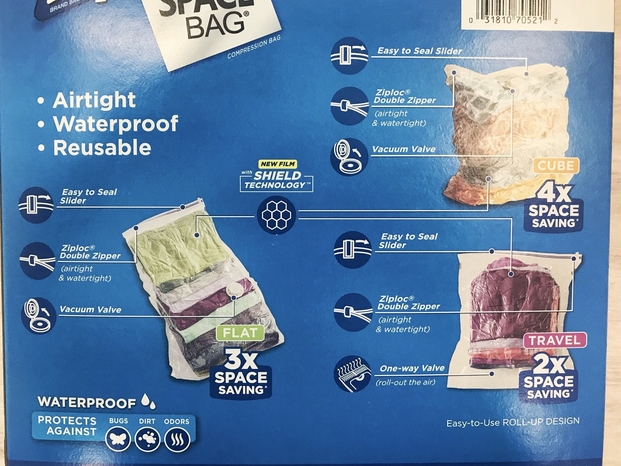 SPACE
BAG®
COMPRESSION BAG
0 31810 70521 2
• Airtight
• Waterproof
• Reusable
Easy to Seal Slider
Ziploc®
Double Zipper
(airtight
& watertight)
Vacuum Valve
CUBE
4x
SPACE
SAVING*
NEW FILM
with SHIELD
TECHNOLOGY™
Easy to Seal
Slider
Ziploc®
Double Zipper
(airtight
& watertight)
Vacuum Valve
FLAT
3x
SPACE
SAVING*
Easy to Seal
Slider
Ziploc®
Double Zipper
(airtight
& watertight)
One-way Valve
(roll-out the air)
TRAVEL
2x
SPACE
SAVING*
WATERPROOF
PROTECTS
AGAINST
BUGS DIRT ODORS
Easy-to-Use ROLL-UP DESIGN